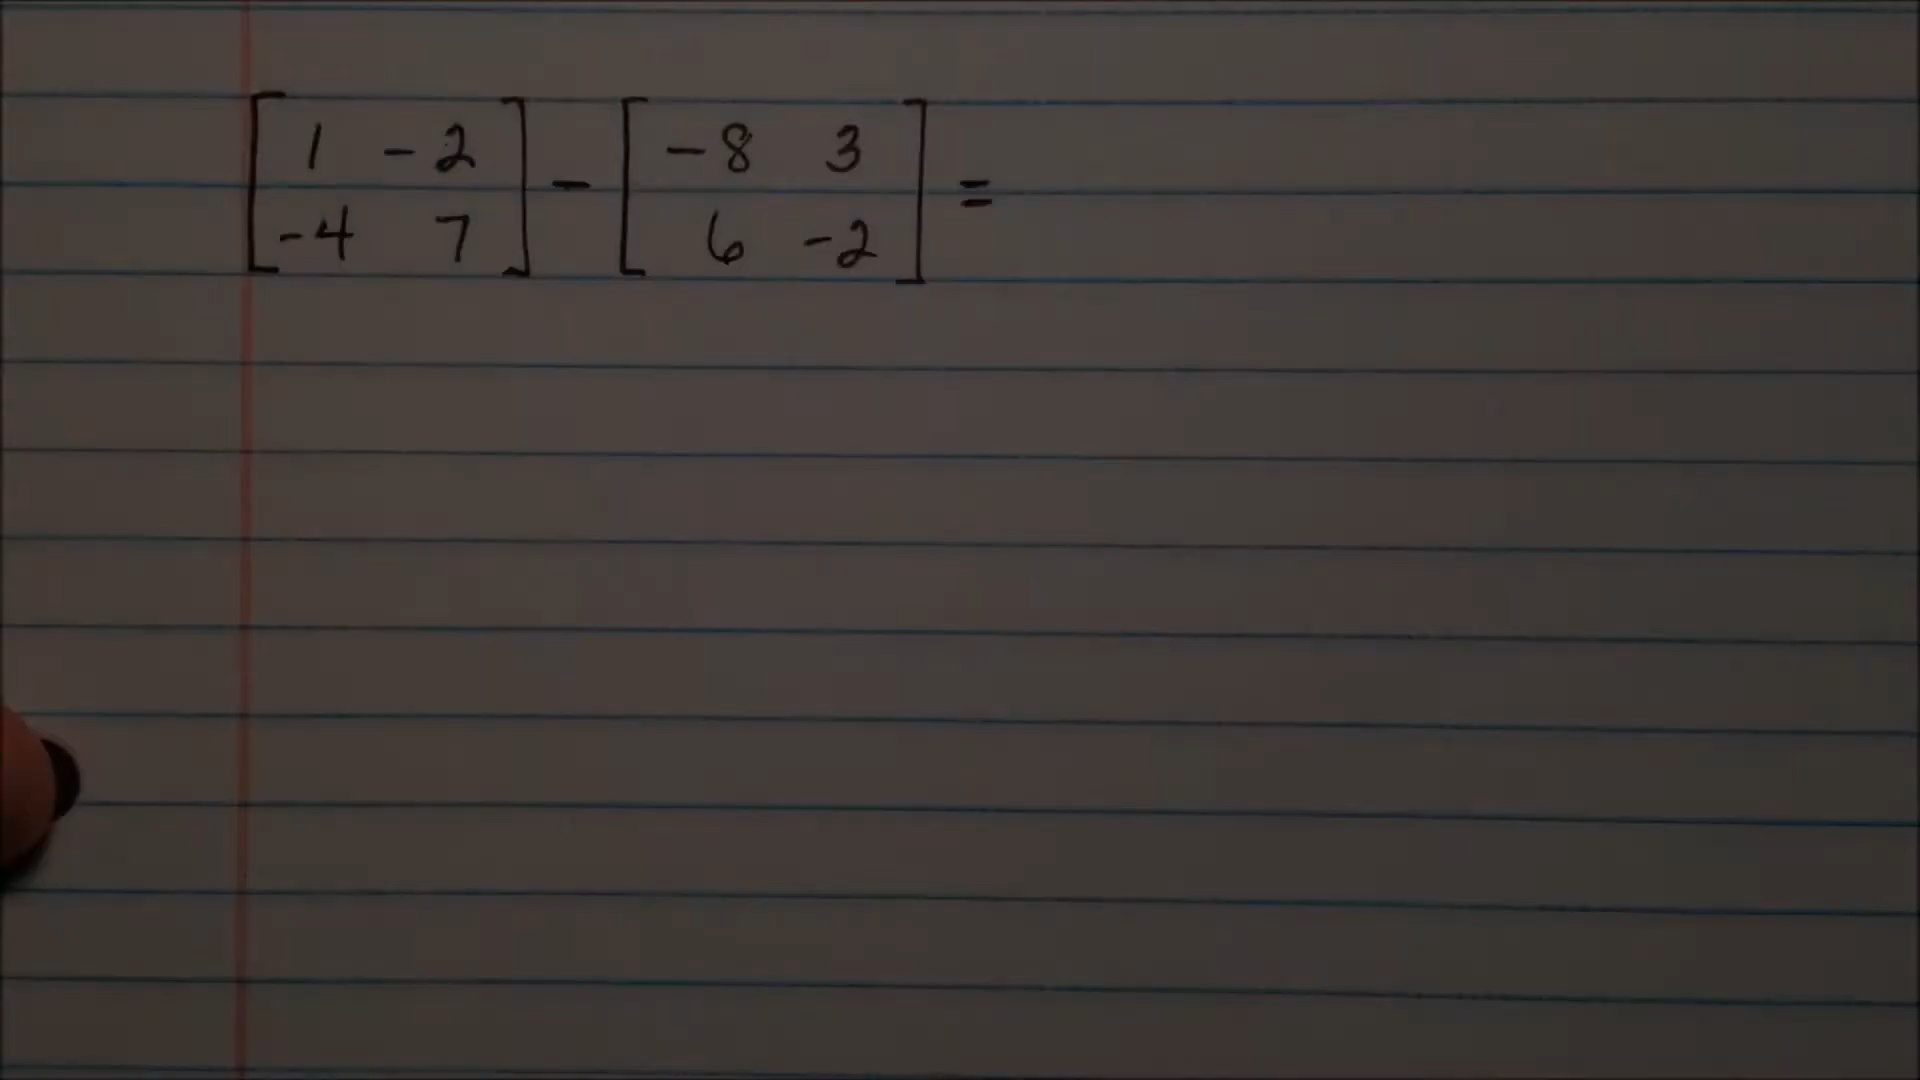 [ 1 -2 ] - [ -8 3 ] =
[ -4 7 ] [ 6 -2 ]